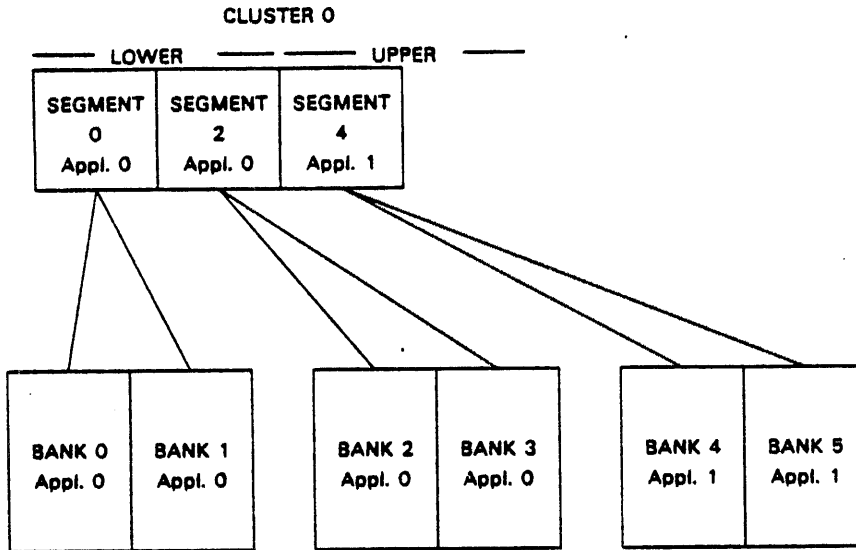 CLUSTER 0
LOWER UPPER
SEGMENT SEGMENT SEGMENT
0 2 4
Appl. 0 Appl. 0 Appl. 1
BANK 0 BANK 1 BANK 2 BANK 3 BANK 4 BANK 5
Appl. 0 Appl. 0 Appl. 0 Appl. 0 Appl. 1 Appl. 1